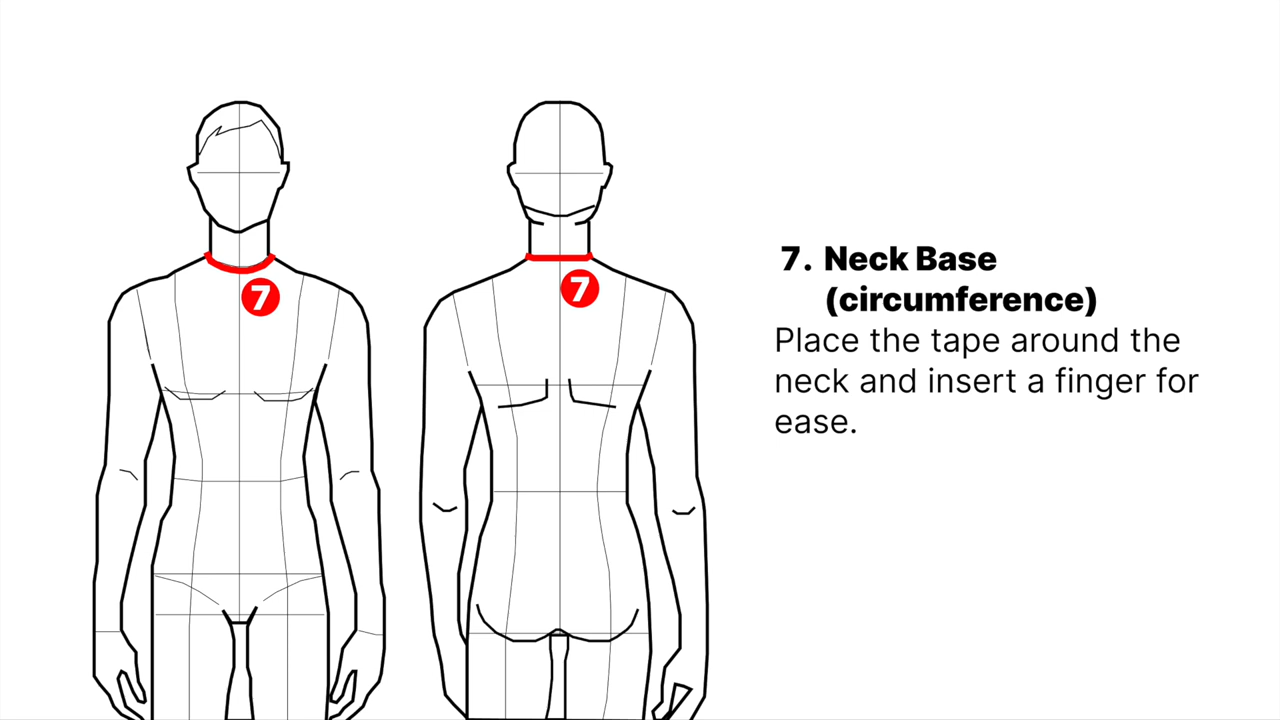 7
7
7. Neck Base
(circumference)
Place the tape around the
neck and insert a finger for
ease.